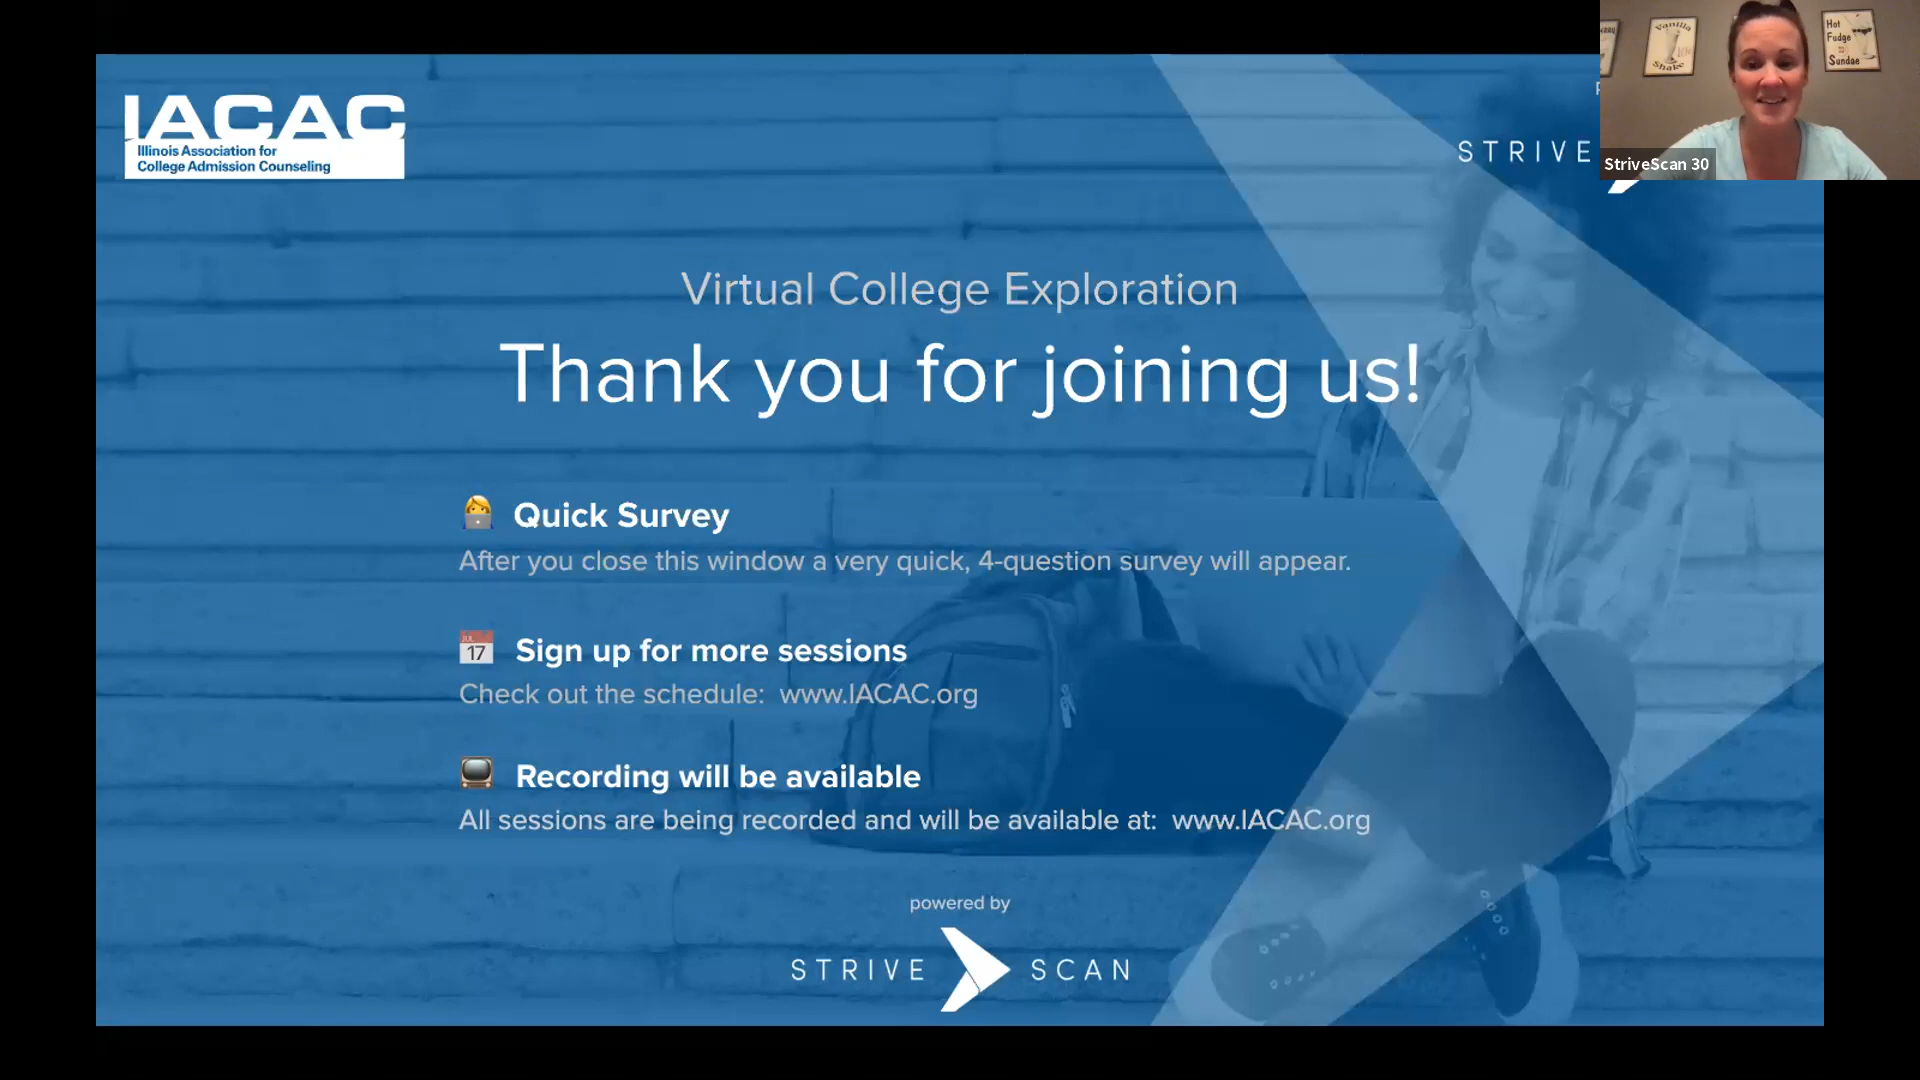 IACAC
Illinois Association for
College Admission Counseling
STRIVE
Vanilla
Shake
Hot
Fudge
Sundae
StriveScan 30
Virtual College Exploration
Thank you for joining us!
Quick Survey
After you close this window a very quick, 4-question survey will appear.
JUL
17
Sign up for more sessions
Check out the schedule: www.IACAC.org
Recording will be available
All sessions are being recorded and will be available at: www.IACAC.org
powered by
STRIVE SCAN